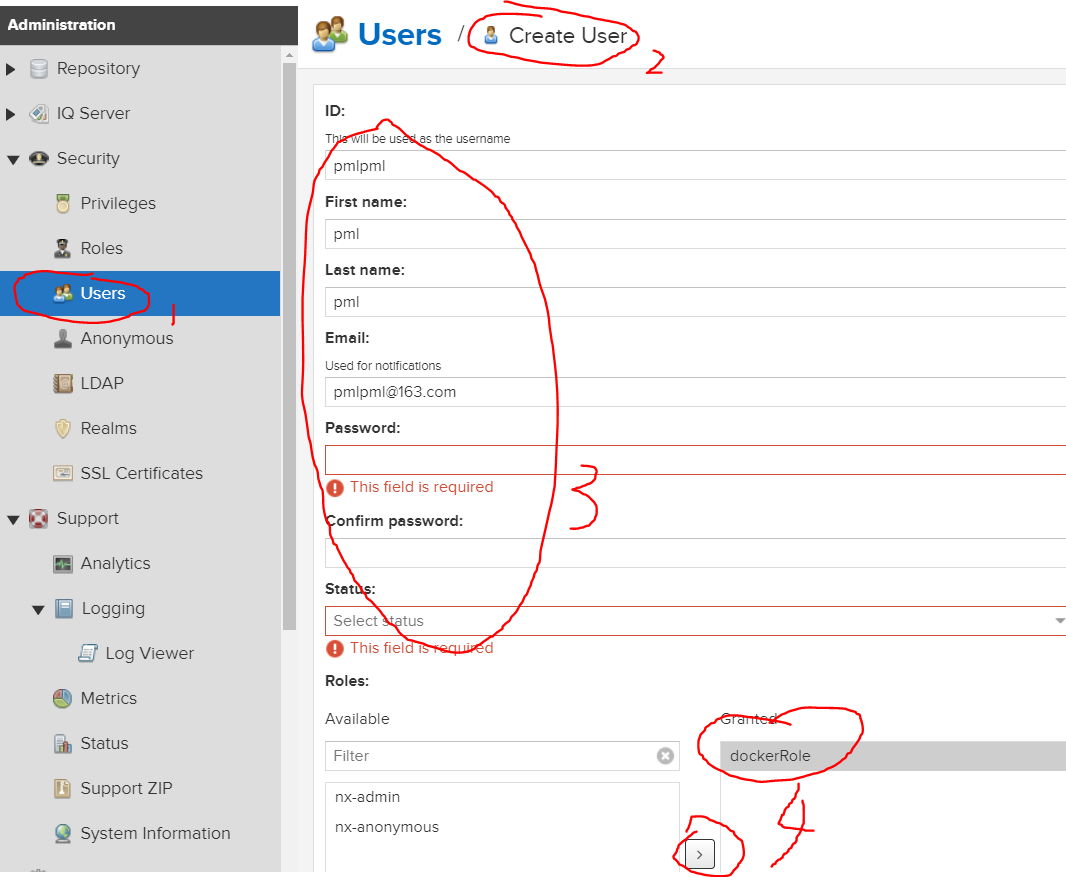 Administration
Repository
IQ Server
Security
Privileges
Roles
Users
1
Anonymous
LDAP
Realms
SSL Certificates
Support
Analytics
Logging
Log Viewer
Metrics
Status
Support ZIP
System Information
Users / Create User
2
ID:
This will be used as the username
pmlpml
First name:
pml
Last name:
pml
Email:
Used for notifications
pmlpml@163.com
Password:
This field is required
3
Confirm password:
Status:
Select status
This field is required
Roles:
Available
Filter
nx-admin
nx-anonymous
>
Granted
dockerRole
4